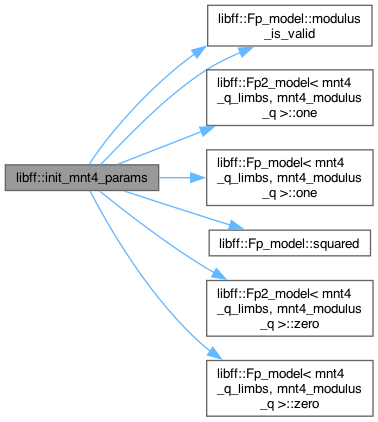 libff::init_mnt4_params
libff::Fp_model::modulus
_is_valid
libff::Fp2_model< mnt4
_q_limbs, mnt4_modulus
_q >::one
libff::Fp_model< mnt4
_q_limbs, mnt4_modulus
_q >::one
libff::Fp_model::squared
libff::Fp2_model< mnt4
_q_limbs, mnt4_modulus
_q >::zero
libff::Fp_model< mnt4
_q_limbs, mnt4_modulus
_q >::zero